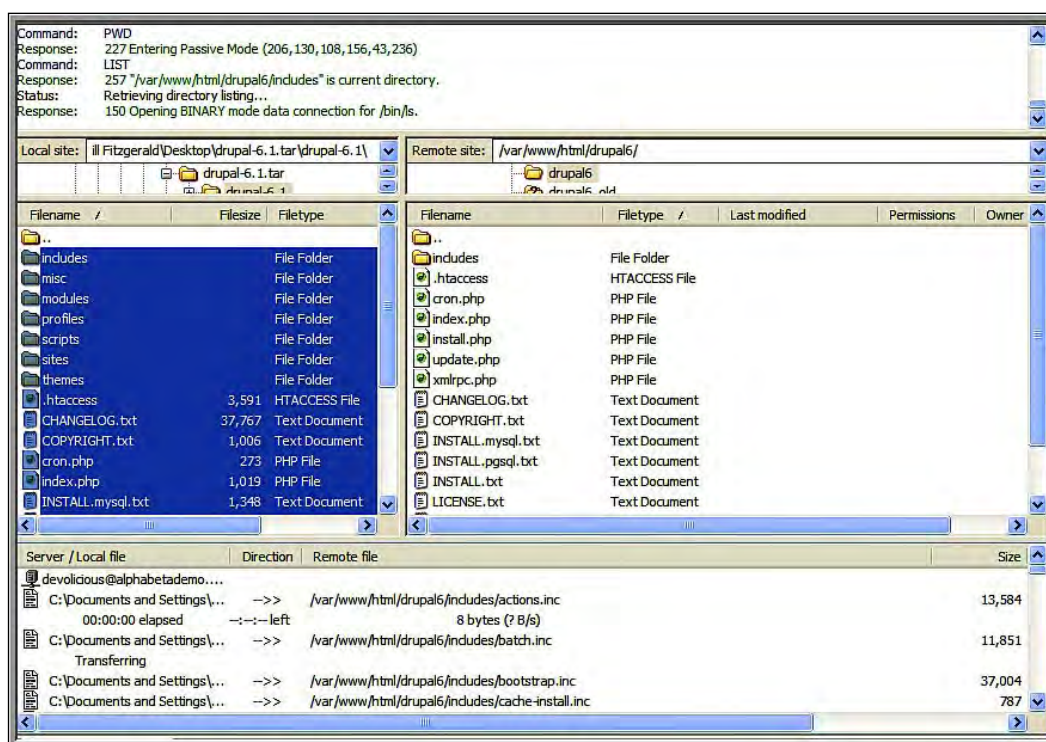 Command: PWD
Response: 227 Entering Passive Mode (206,130,108,156,43,236)
Command: LIST
Response: 257 "/var/www/html/drupal6/includes" is current directory.
Status: Retrieving directory listing...
Response: 150 Opening BINARY mode data connection for /bin/ls.
Local site: ill Fitzgerald\Desktop\drupal-6.1.tar\drupal-6.1\
drupal-6.1.tar
drupal-6.1
Remote site: /var/www/html/drupal6/
drupal6
drupal6_old
Filename / Filesize Filetype
..
includes File Folder
misc File Folder
modules File Folder
profiles File Folder
scripts File Folder
sites File Folder
themes File Folder
.htaccess 3,591 HTACCESS File
CHANGELOG.txt 37,767 Text Document
COPYRIGHT.txt 1,006 Text Document
cron.php 273 PHP File
index.php 1,019 PHP File
INSTALL.mysql.txt 1,348 Text Document
Filename Filetype / Last modified Permissions Owner
..
includes File Folder
.htaccess HTACCESS File
cron.php PHP File
index.php PHP File
install.php PHP File
update.php PHP File
xmlrpc.php PHP File
CHANGELOG.txt Text Document
COPYRIGHT.txt Text Document
INSTALL.mysql.txt Text Document
INSTALL.pgsql.txt Text Document
INSTALL.txt Text Document
LICENSE.txt Text Document
Server / Local file Direction Remote file Size
devolicious@alphabetademo....
C:\Documents and Settings\... -->> /var/www/html/drupal6/includes/actions.inc 13,584
00:00:00 elapsed --:--:-- left 8 bytes (? B/s)
C:\Documents and Settings\... -->> /var/www/html/drupal6/includes/batch.inc 11,851
Transferring
C:\Documents and Settings\... -->> /var/www/html/drupal6/includes/bootstrap.inc 37,004
C:\Documents and Settings\... -->> /var/www/html/drupal6/includes/cache-install.inc 787